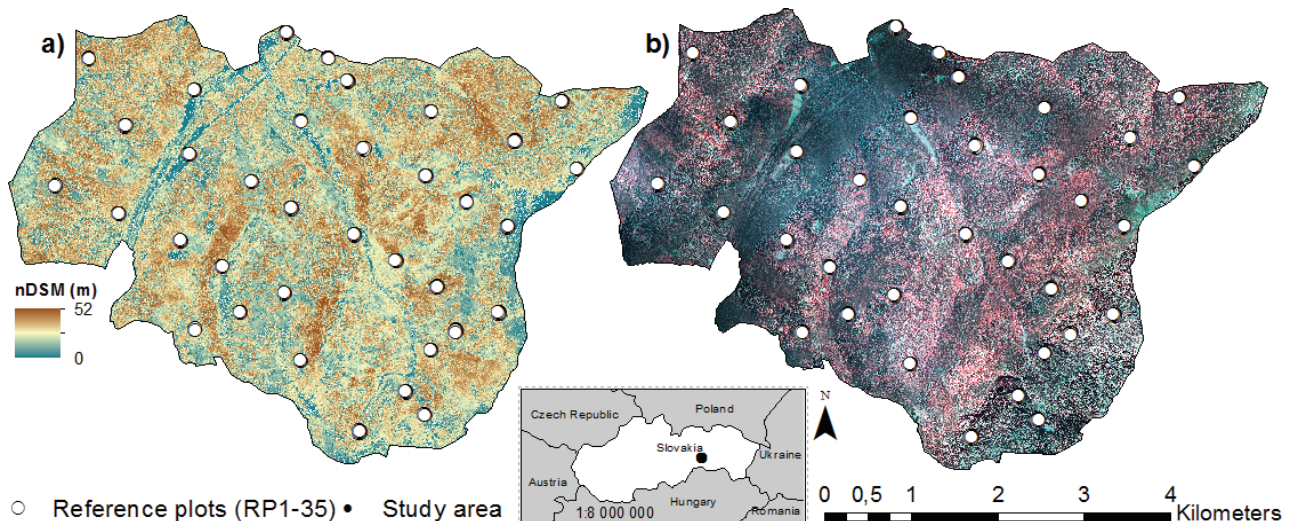 a)
b)
nDSM (m)
52
0
Czech Republic
Poland
Slovakia
Ukraine
Austria
Hungary
Romania
1:8 000 000
N
0 0,5 1 2 3 4
Kilometers
Reference plots (RP1-35) • Study area